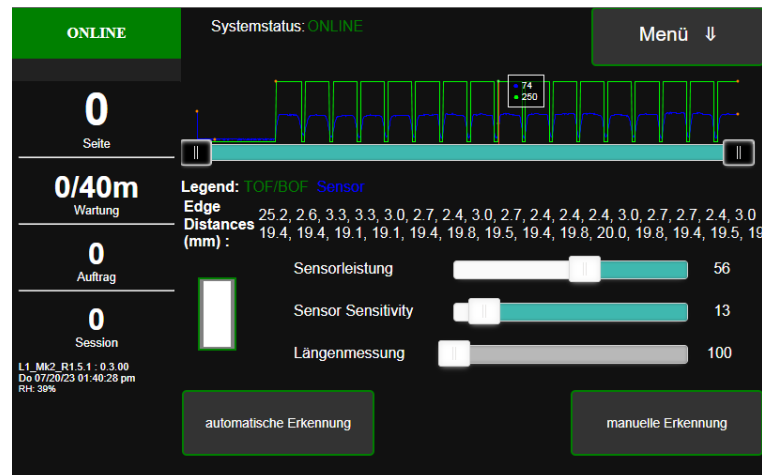 ONLINE
Systemstatus: ONLINE
Menü ⇓
74
250
0
Seite
0/40m
Wartung
0
Auftrag
0
Session
L1_Mk2_R1.5.1 : 0.3.00
Do 07/20/23 01:40:28 pm
RH: 39%
Legend: TOF/BOF Sensor
Edge
Distances
(mm) :
25.2, 2.6, 3.3, 3.3, 3.0, 2.7, 2.4, 3.0, 2.7, 2.4, 2.4, 2.4, 3.0, 2.7, 2.7, 2.4, 3.0
19.4, 19.4, 19.1, 19.1, 19.4, 19.8, 19.5, 19.4, 19.8, 20.0, 19.8, 19.4, 19.5, 19
Sensorleistung 56
Sensor Sensitivity 13
Längenmessung 100
automatische Erkennung
manuelle Erkennung